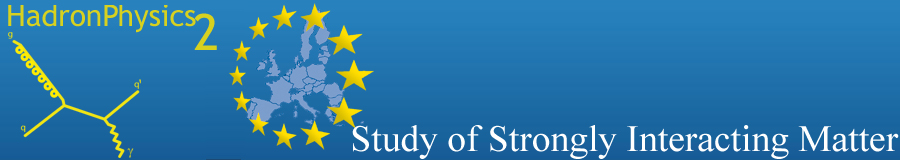 HadronPhysics2
g
q'
q
γ
Study of Strongly Interacting Matter